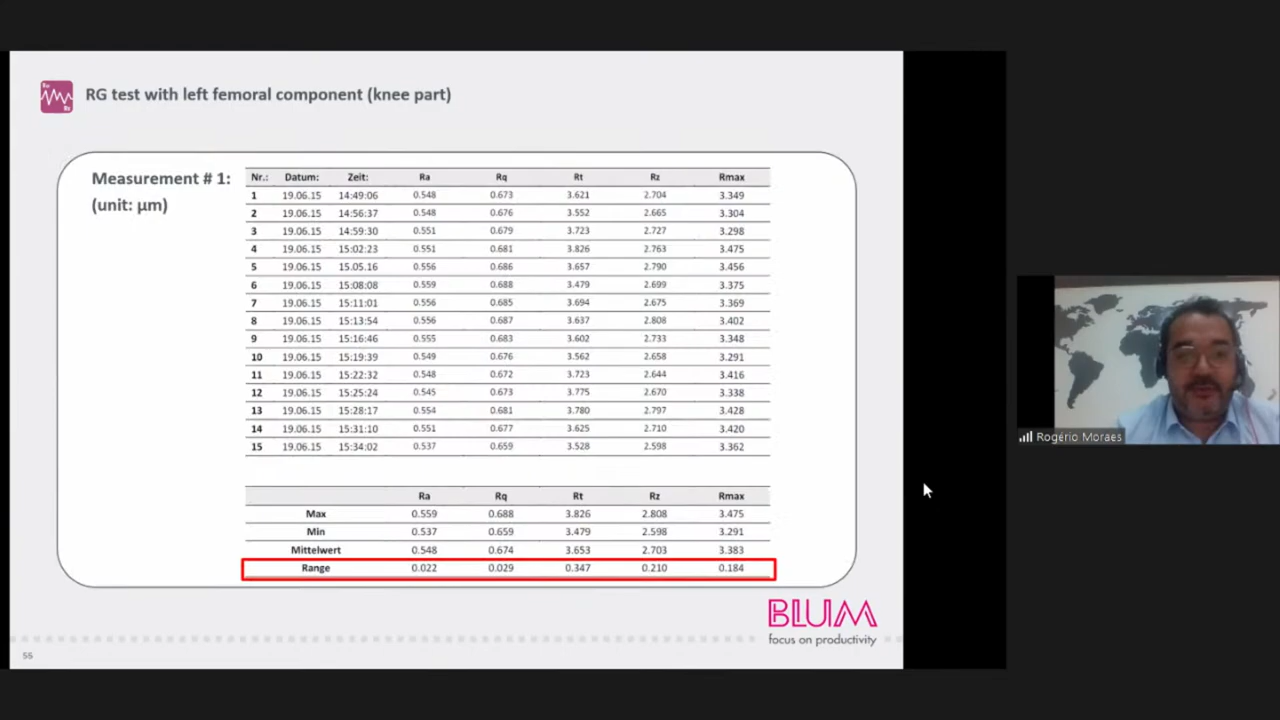 RG test with left femoral component (knee part)
Measurement # 1:
(unit: μm)
Nr.: Datum: Zeit: Ra Rq Rt Rz Rmax
1 19.06.15 14:49:06 0.548 0.673 3.621 2.704 3.349
2 19.06.15 14:56:37 0.548 0.676 3.552 2.665 3.304
3 19.06.15 14:59:30 0.551 0.679 3.723 2.727 3.298
4 19.06.15 15:02:23 0.551 0.681 3.826 2.763 3.475
5 19.06.15 15.05.16 0.556 0.686 3.657 2.790 3.456
6 19.06.15 15:08:08 0.559 0.688 3.479 2.699 3.375
7 19.06.15 15:11:01 0.556 0.685 3.694 2.675 3.369
8 19.06.15 15:13:54 0.556 0.687 3.637 2.808 3.402
9 19.06.15 15:16:46 0.555 0.683 3.602 2.733 3.348
10 19.06.15 15:19:39 0.549 0.676 3.562 2.658 3.291
11 19.06.15 15:22:32 0.548 0.672 3.723 2.644 3.416
12 19.06.15 15:25:24 0.545 0.673 3.775 2.670 3.338
13 19.06.15 15:28:17 0.554 0.681 3.780 2.797 3.428
14 19.06.15 15:31:10 0.551 0.677 3.625 2.710 3.420
15 19.06.15 15:34:02 0.537 0.659 3.528 2.598 3.362
Ra Rq Rt Rz Rmax
Max 0.559 0.688 3.826 2.808 3.475
Min 0.537 0.659 3.479 2.598 3.291
Mittelwert 0.548 0.674 3.653 2.703 3.383
Range 0.022 0.029 0.347 0.210 0.184
BLUM
focus on productivity
55
Rogério Moraes